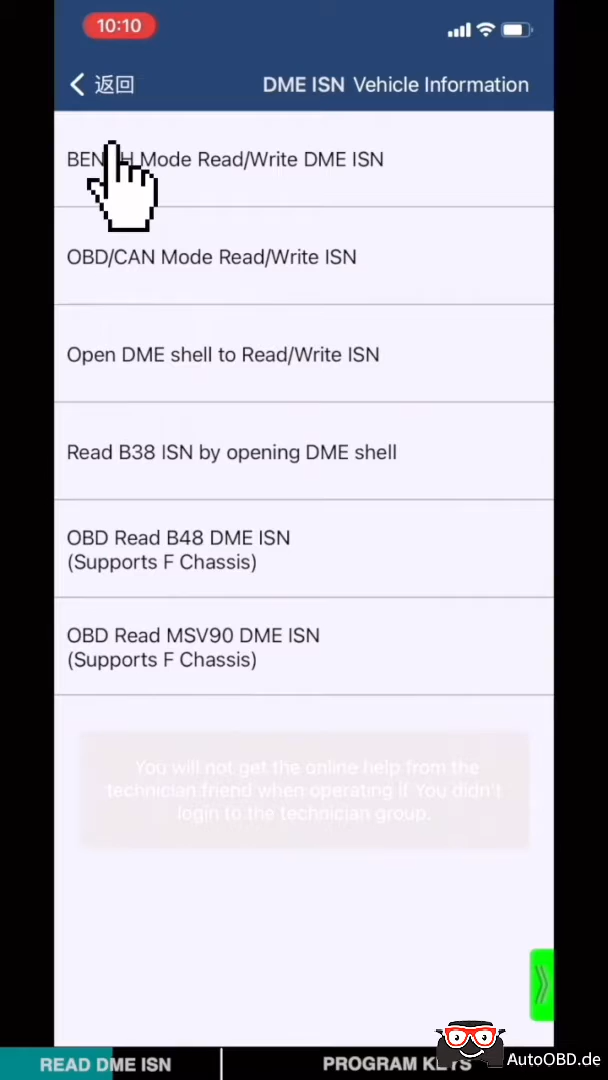 10:10
返回
DME ISN Vehicle Information
BENCH Mode Read/Write DME ISN
OBD/CAN Mode Read/Write ISN
Open DME shell to Read/Write ISN
Read B38 ISN by opening DME shell
OBD Read B48 DME ISN
(Supports F Chassis)
OBD Read MSV90 DME ISN
(Supports F Chassis)
You will not get the online help from the
technician friend when operating if You didn't
login to the technician group.
READ DME ISN
PROGRAM KEYS
AutoOBD.de